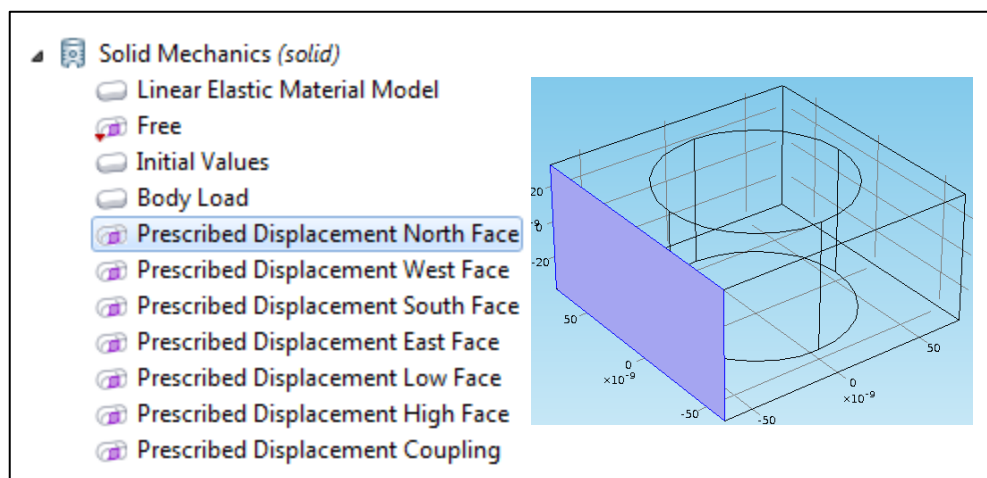 Solid Mechanics (solid)
Linear Elastic Material Model
Free
Initial Values
Body Load
Prescribed Displacement North Face
Prescribed Displacement West Face
Prescribed Displacement South Face
Prescribed Displacement East Face
Prescribed Displacement Low Face
Prescribed Displacement High Face
Prescribed Displacement Coupling
20
0
-20
50
0
×10⁻⁹
-50
-50
0
×10⁻⁹
50